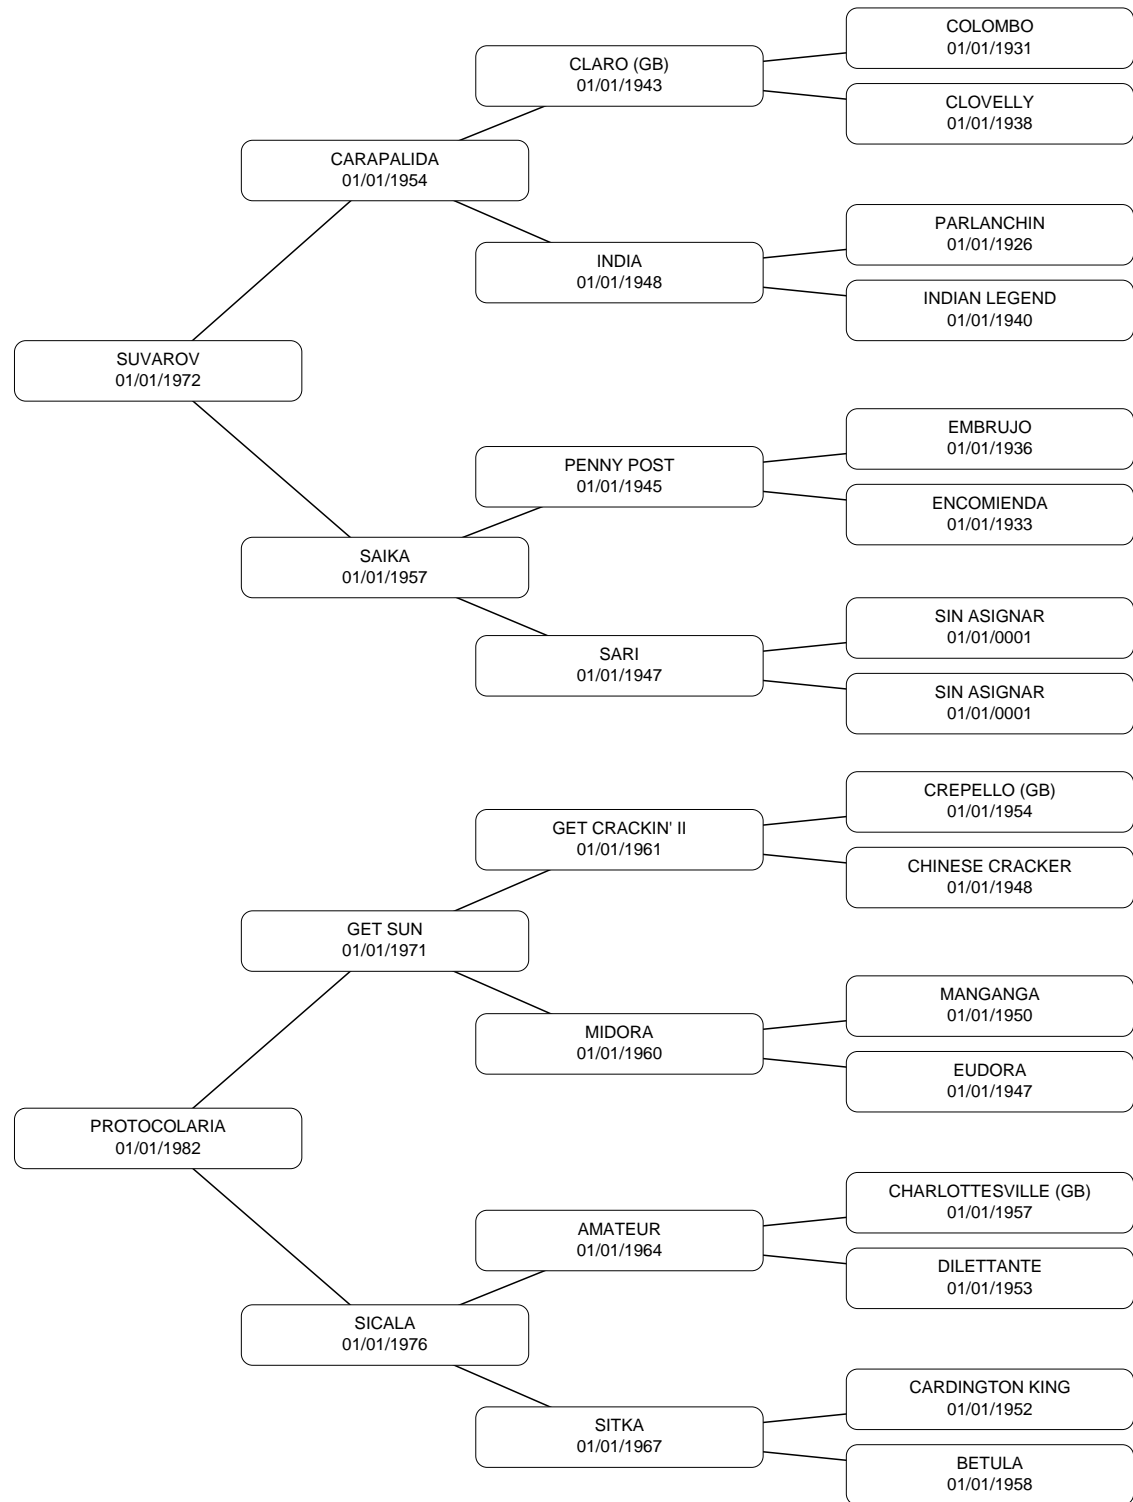 COLOMBO
01/01/1931
CLARO (GB)
01/01/1943
CLOVELLY
01/01/1938
CARAPALIDA
01/01/1954
PARLANCHIN
01/01/1926
INDIA
01/01/1948
INDIAN LEGEND
01/01/1940
SUVAROV
01/01/1972
EMBRUJO
01/01/1936
PENNY POST
01/01/1945
ENCOMIENDA
01/01/1933
SAIKA
01/01/1957
SIN ASIGNAR
01/01/0001
SARI
01/01/1947
SIN ASIGNAR
01/01/0001
CREPELLO (GB)
01/01/1954
GET CRACKIN' II
01/01/1961
CHINESE CRACKER
01/01/1948
GET SUN
01/01/1971
MANGANGA
01/01/1950
MIDORA
01/01/1960
EUDORA
01/01/1947
PROTOCOLARIA
01/01/1982
CHARLOTTESVILLE (GB)
01/01/1957
AMATEUR
01/01/1964
DILETTANTE
01/01/1953
SICALA
01/01/1976
CARDINGTON KING
01/01/1952
SITKA
01/01/1967
BETULA
01/01/1958